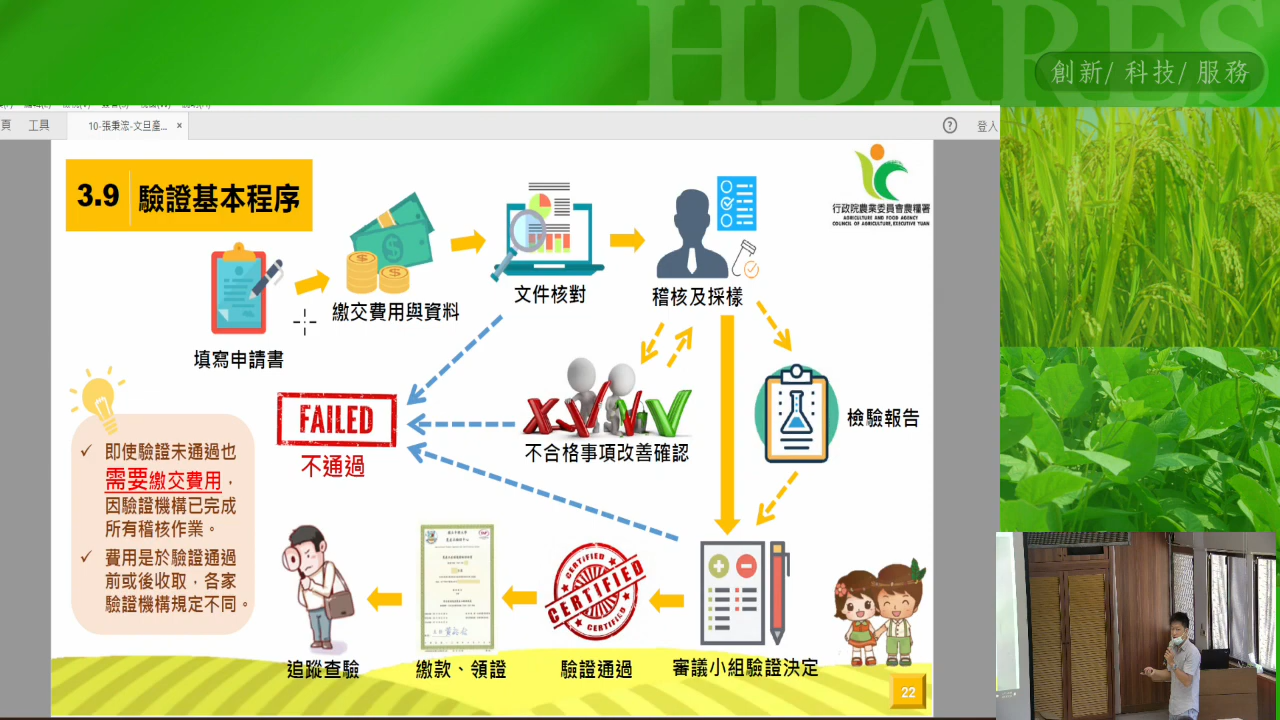 HDARES
創新/ 科技/ 服務
頁 工具
10-張秉浤-文旦產... ×
? 登入
3.9 驗證基本程序
行政院農業委員會農糧署
AGRICULTURE AND FOOD AGENCY
COUNCIL OF AGRICULTURE, EXECUTIVE YUAN
填寫申請書
繳交費用與資料
文件核對
稽核及採樣
FAILED
不通過
不合格事項改善確認
檢驗報告
✓ 即使驗證未通過也
需要繳交費用，
因驗證機構已完成
所有稽核作業。
✓ 費用是於驗證通過
前或後收取，各家
驗證機構規定不同。
CERTIFIED
CERTIFIED
CERTIFIED
追蹤查驗
繳款、領證
驗證通過
審議小組驗證決定
22